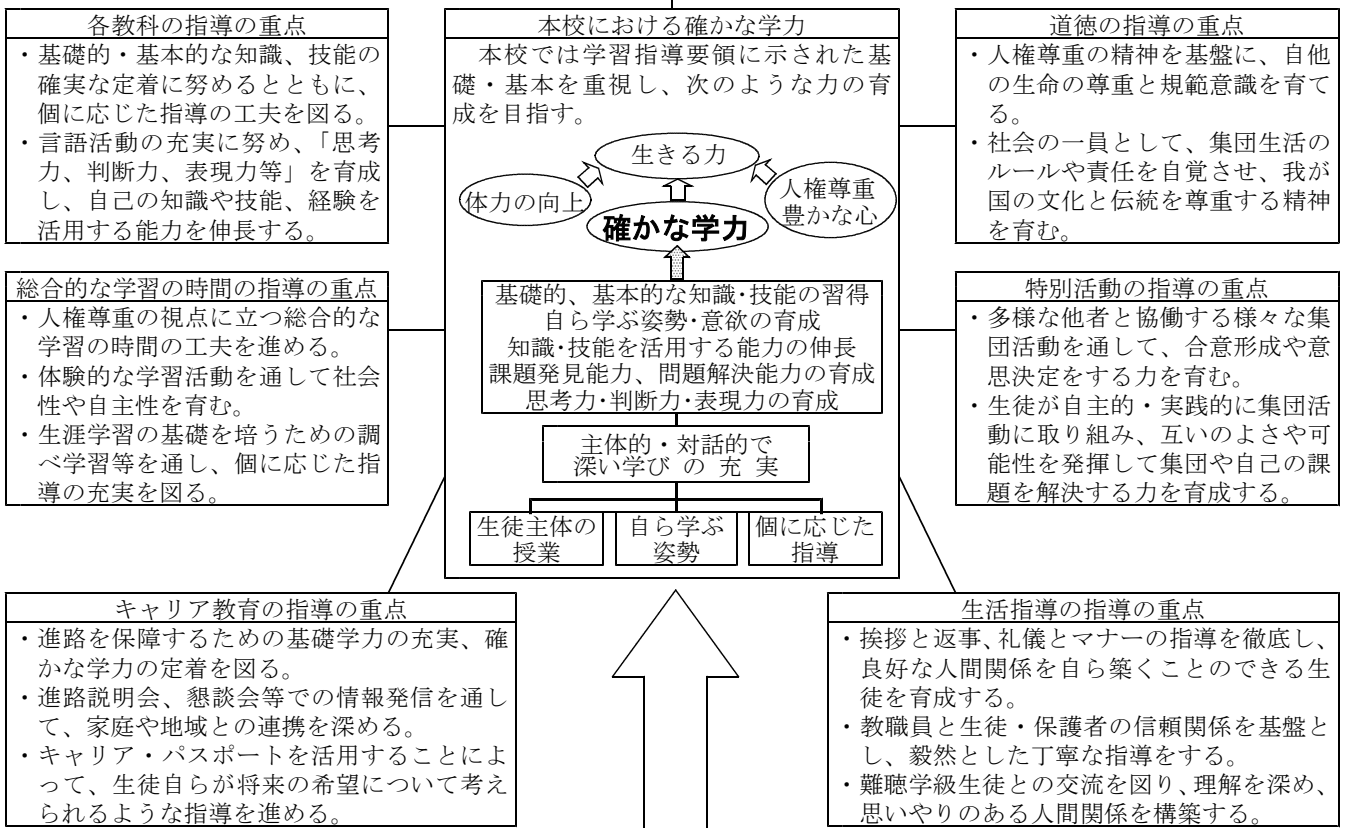 各教科の指導の重点
・基礎的・基本的な知識、技能の
確実な定着に努めるとともに、
個に応じた指導の工夫を図る。
・言語活動の充実に努め、「思考
力、判断力、表現力等」を育成
し、自己の知識や技能、経験を
活用する能力を伸長する。
本校における確かな学力
本校では学習指導要領に示された基
礎・基本を重視し、次のような力の育
成を目指す。
生きる力
体力の向上
人権尊重
豊かな心
確かな学力
基礎的、基本的な知識・技能の習得
自ら学ぶ姿勢・意欲の育成
知識・技能を活用する能力の伸長
課題発見能力、問題解決能力の育成
思考力・判断力・表現力の育成
主体的・対話的で
深い学び の 充 実
生徒主体の
授業
自ら学ぶ
姿勢
個に応じた
指導
道徳の指導の重点
・人権尊重の精神を基盤に、自他
の生命の尊重と規範意識を育て
る。
・社会の一員として、集団生活の
ルールや責任を自覚させ、我が
国の文化と伝統を尊重する精神
を育む。
総合的な学習の時間の指導の重点
・人権尊重の視点に立つ総合的な
学習の時間の工夫を進める。
・体験的な学習活動を通して社会
性や自主性を育む。
・生涯学習の基礎を培うための調
べ学習等を通し、個に応じた指
導の充実を図る。
特別活動の指導の重点
・多様な他者と協働する様々な集
団活動を通して、合意形成や意
思決定をする力を育む。
・生徒が自主的・実践的に集団活
動に取り組み、互いのよさや可
能性を発揮して集団や自己の課
題を解決する力を育成する。
キャリア教育の指導の重点
・進路を保障するための基礎学力の充実、確
かな学力の定着を図る。
・進路説明会、懇談会等での情報発信を通し
て、家庭や地域との連携を深める。
・キャリア・パスポートを活用することによ
って、生徒自らが将来の希望について考え
られるような指導を進める。
生活指導の指導の重点
・挨拶と返事、礼儀とマナーの指導を徹底し、
良好な人間関係を自ら築くことのできる生
徒を育成する。
・教職員と生徒・保護者の信頼関係を基盤と
し、毅然とした丁寧な指導をする。
・難聴学級生徒との交流を図り、理解を深め、
思いやりのある人間関係を構築する。